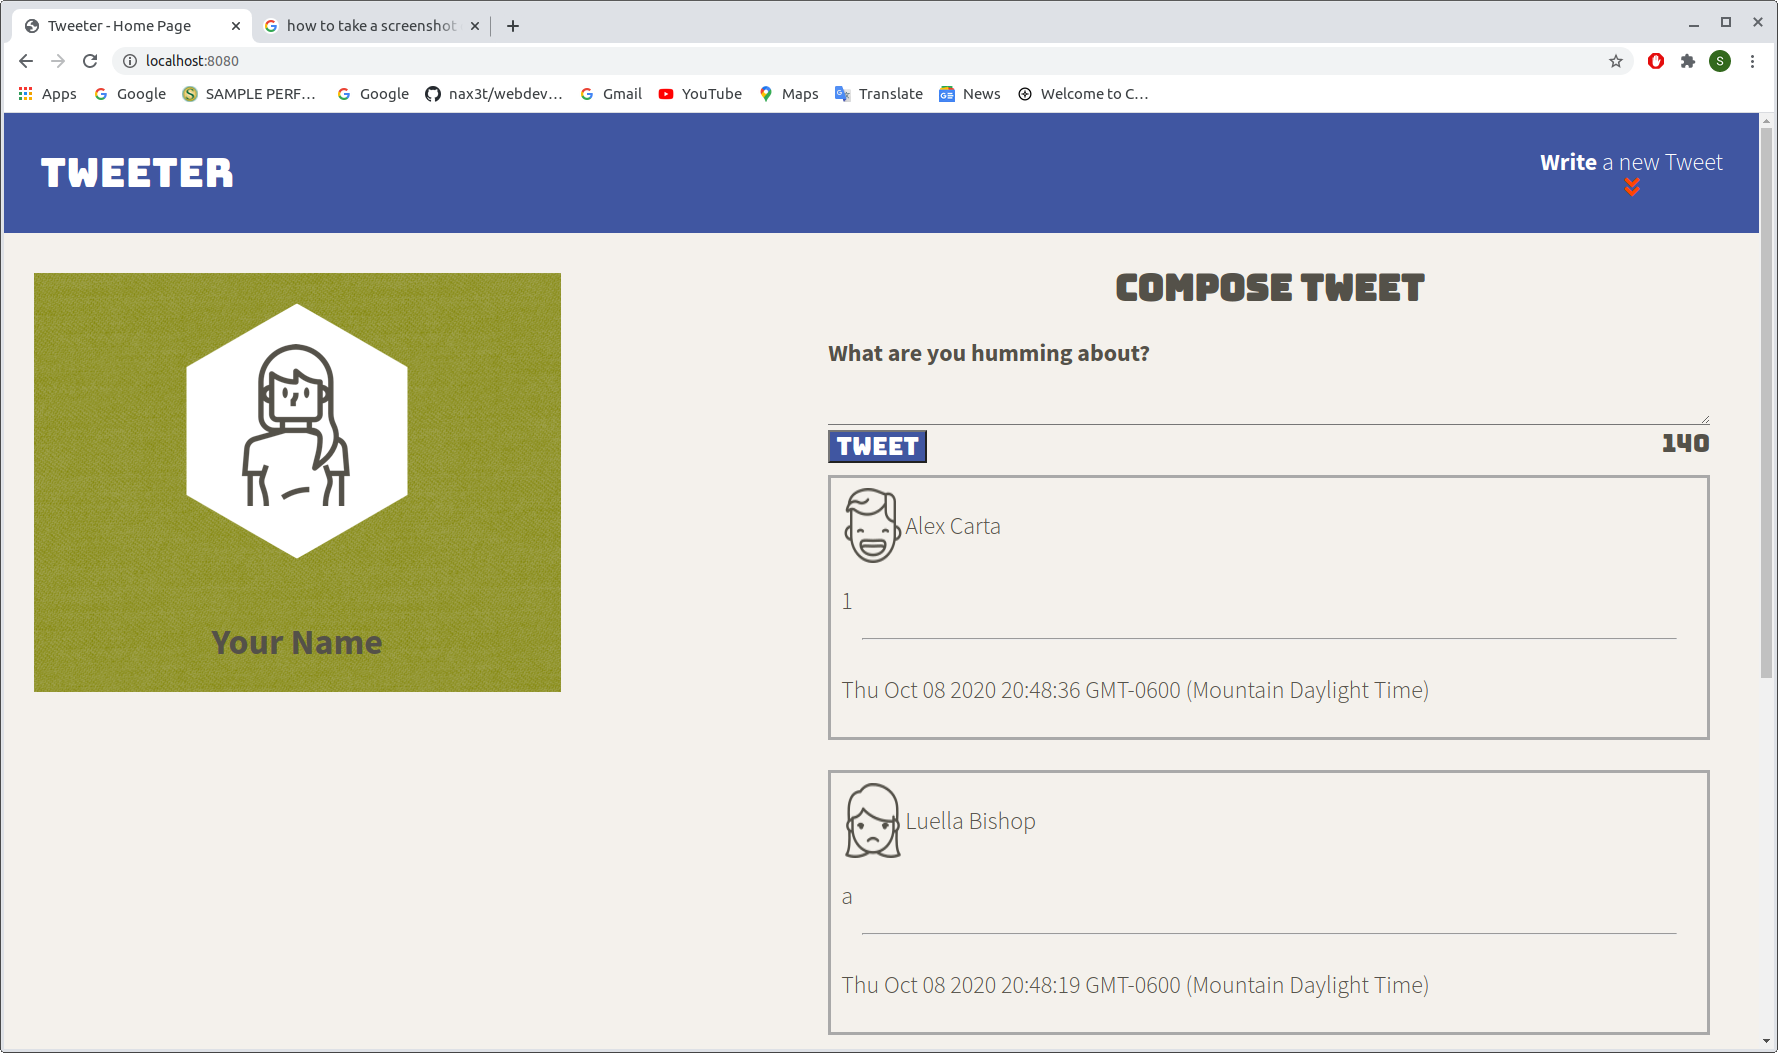 Tweeter - Home Page
how to take a screenshot
localhost:8080
S
Apps
Google
SAMPLE PERF...
Google
nax3t/webdev...
Gmail
YouTube
Maps
Translate
News
Welcome to C...
TWEETER
Write a new Tweet
Your Name
COMPOSE TWEET
What are you humming about?
TWEET
140
Alex Carta
1
Thu Oct 08 2020 20:48:36 GMT-0600 (Mountain Daylight Time)
Luella Bishop
a
Thu Oct 08 2020 20:48:19 GMT-0600 (Mountain Daylight Time)